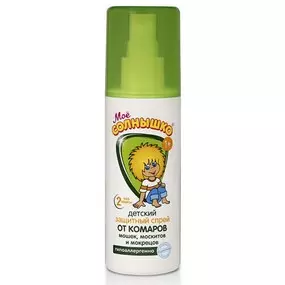 Моё
СОЛНЫШКО
2
детский
защитный спрей
ОТ КОМАРОВ
мошек, москитов
и мокрецов
гипоаллергенно